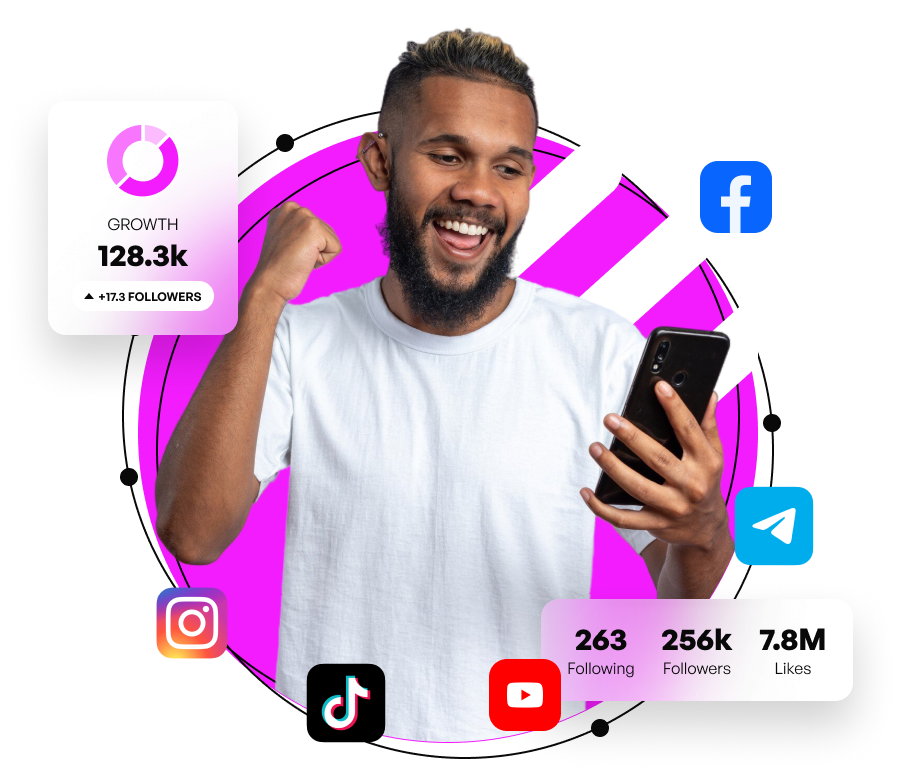 GROWTH
128.3k
+17.3 FOLLOWERS
263 256k 7.8M
Following Followers Likes